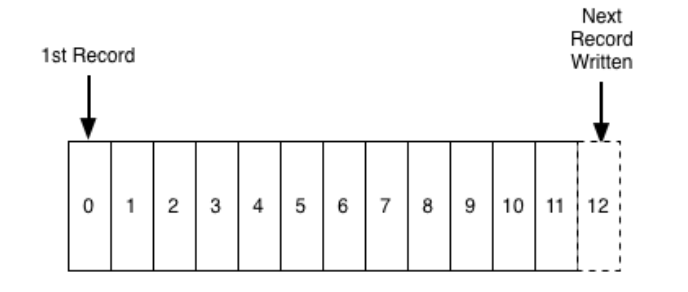 Next
Record
Written
1st Record
0 1 2 3 4 5 6 7 8 9 10 11 12